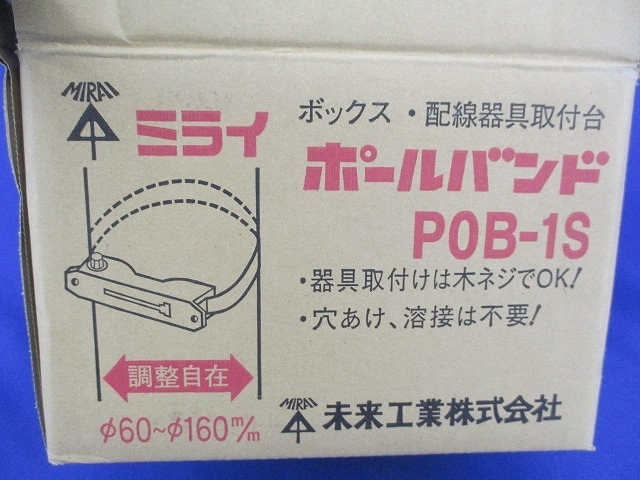 MIRAI
ミライ
ボックス・配線器具取付台
ポールバンド
POB-1S
・器具取付けは木ネジでOK!
・穴あけ、溶接は不要!
調整自在
φ60~φ160m/m
MIRAI
未来工業株式会社